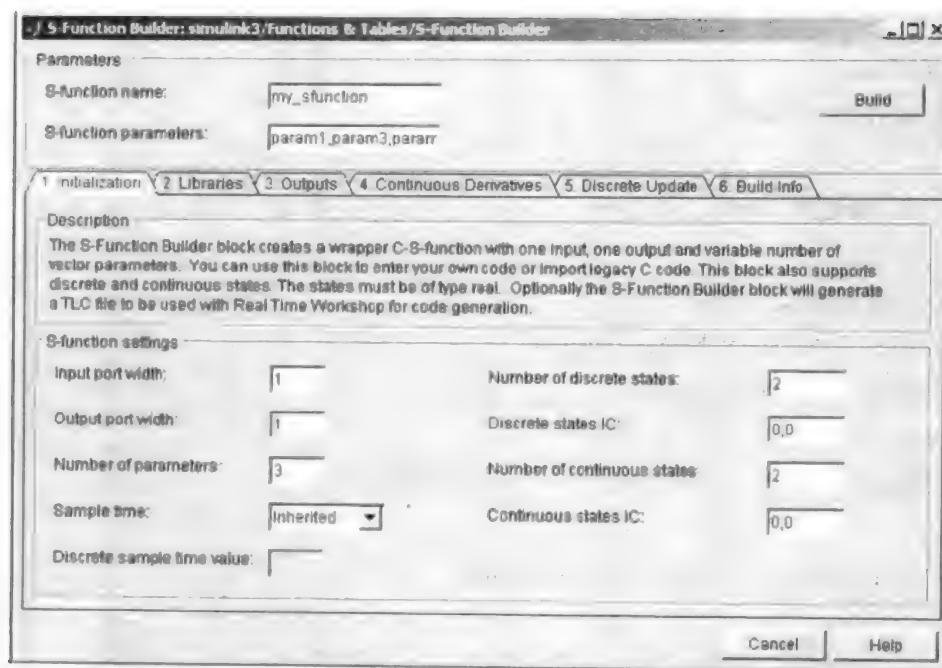 S-Function Builder: simulink3/Functions & Tables/S-Function Builder
Parameters
S-function name: my_sfunction Build
S-function parameters: param1,param3,pararr
1 Initialization 2 Libraries 3 Outputs 4 Continuous Derivatives 5. Discrete Update 6. Build Info
Description
The S-Function Builder block creates a wrapper C-S-function with one input, one output and variable number of
vector parameters. You can use this block to enter your own code or import legacy C code. This block also supports
discrete and continuous states. The states must be of type real. Optionally the S-Function Builder block will generate
a TLC file to be used with Real Time Workshop for code generation.
S-function settings
Input port width: 1 Number of discrete states: 2
Output port width: 1 Discrete states IC: 0,0
Number of parameters: 3 Number of continuous states 2
Sample time: Inherited Continuous states IC: 0,0
Discrete sample time value:
Cancel Help